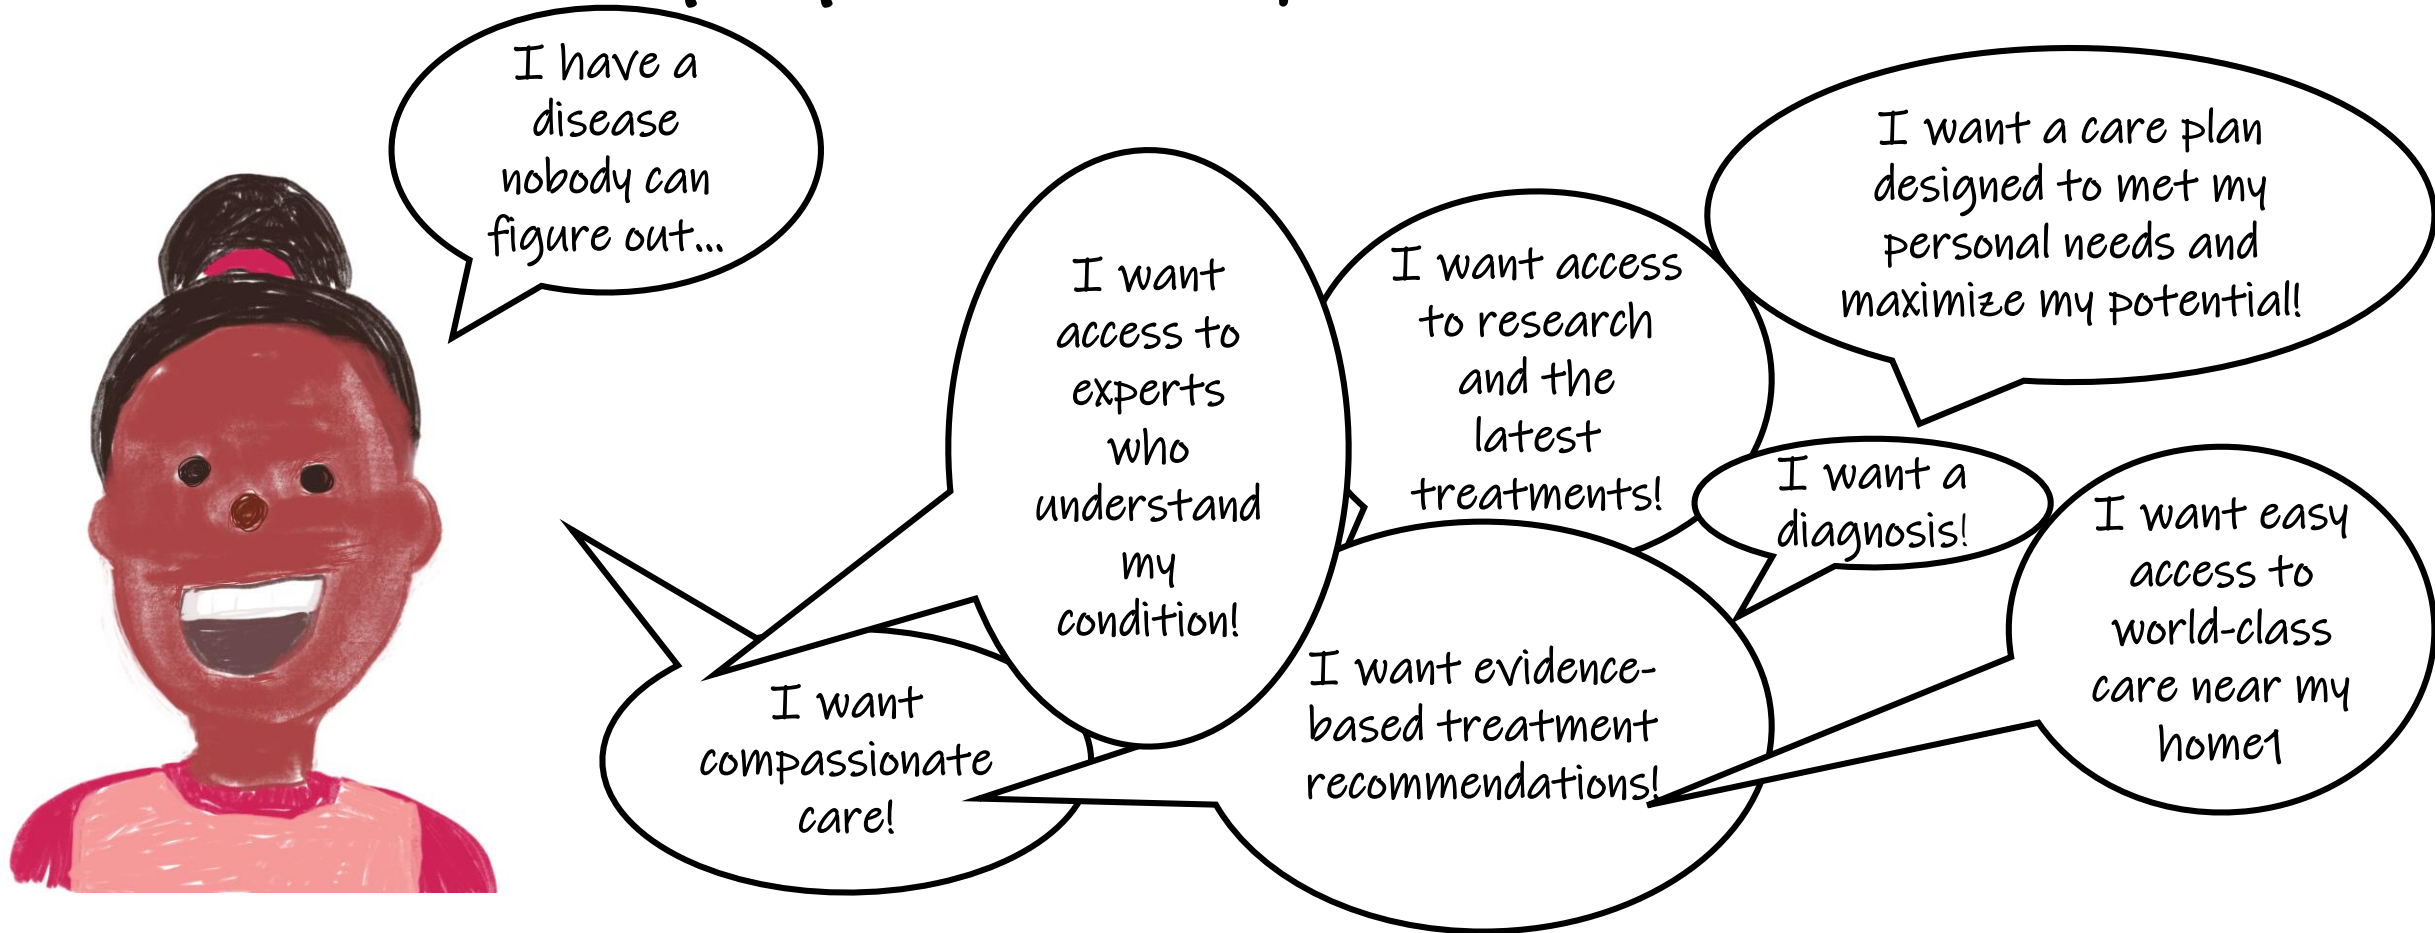 I have a
disease
nobody can
figure out...
I want
access to
experts
who
understand
my
condition!
I want access
to research
and the
latest
treatments!
I want a care plan
designed to met my
personal needs and
maximize my potential!
I want a
diagnosis!
I want easy
access to
world-class
care near my
home1
I want
compassionate
care!
I want evidence-
based treatment
recommendations!